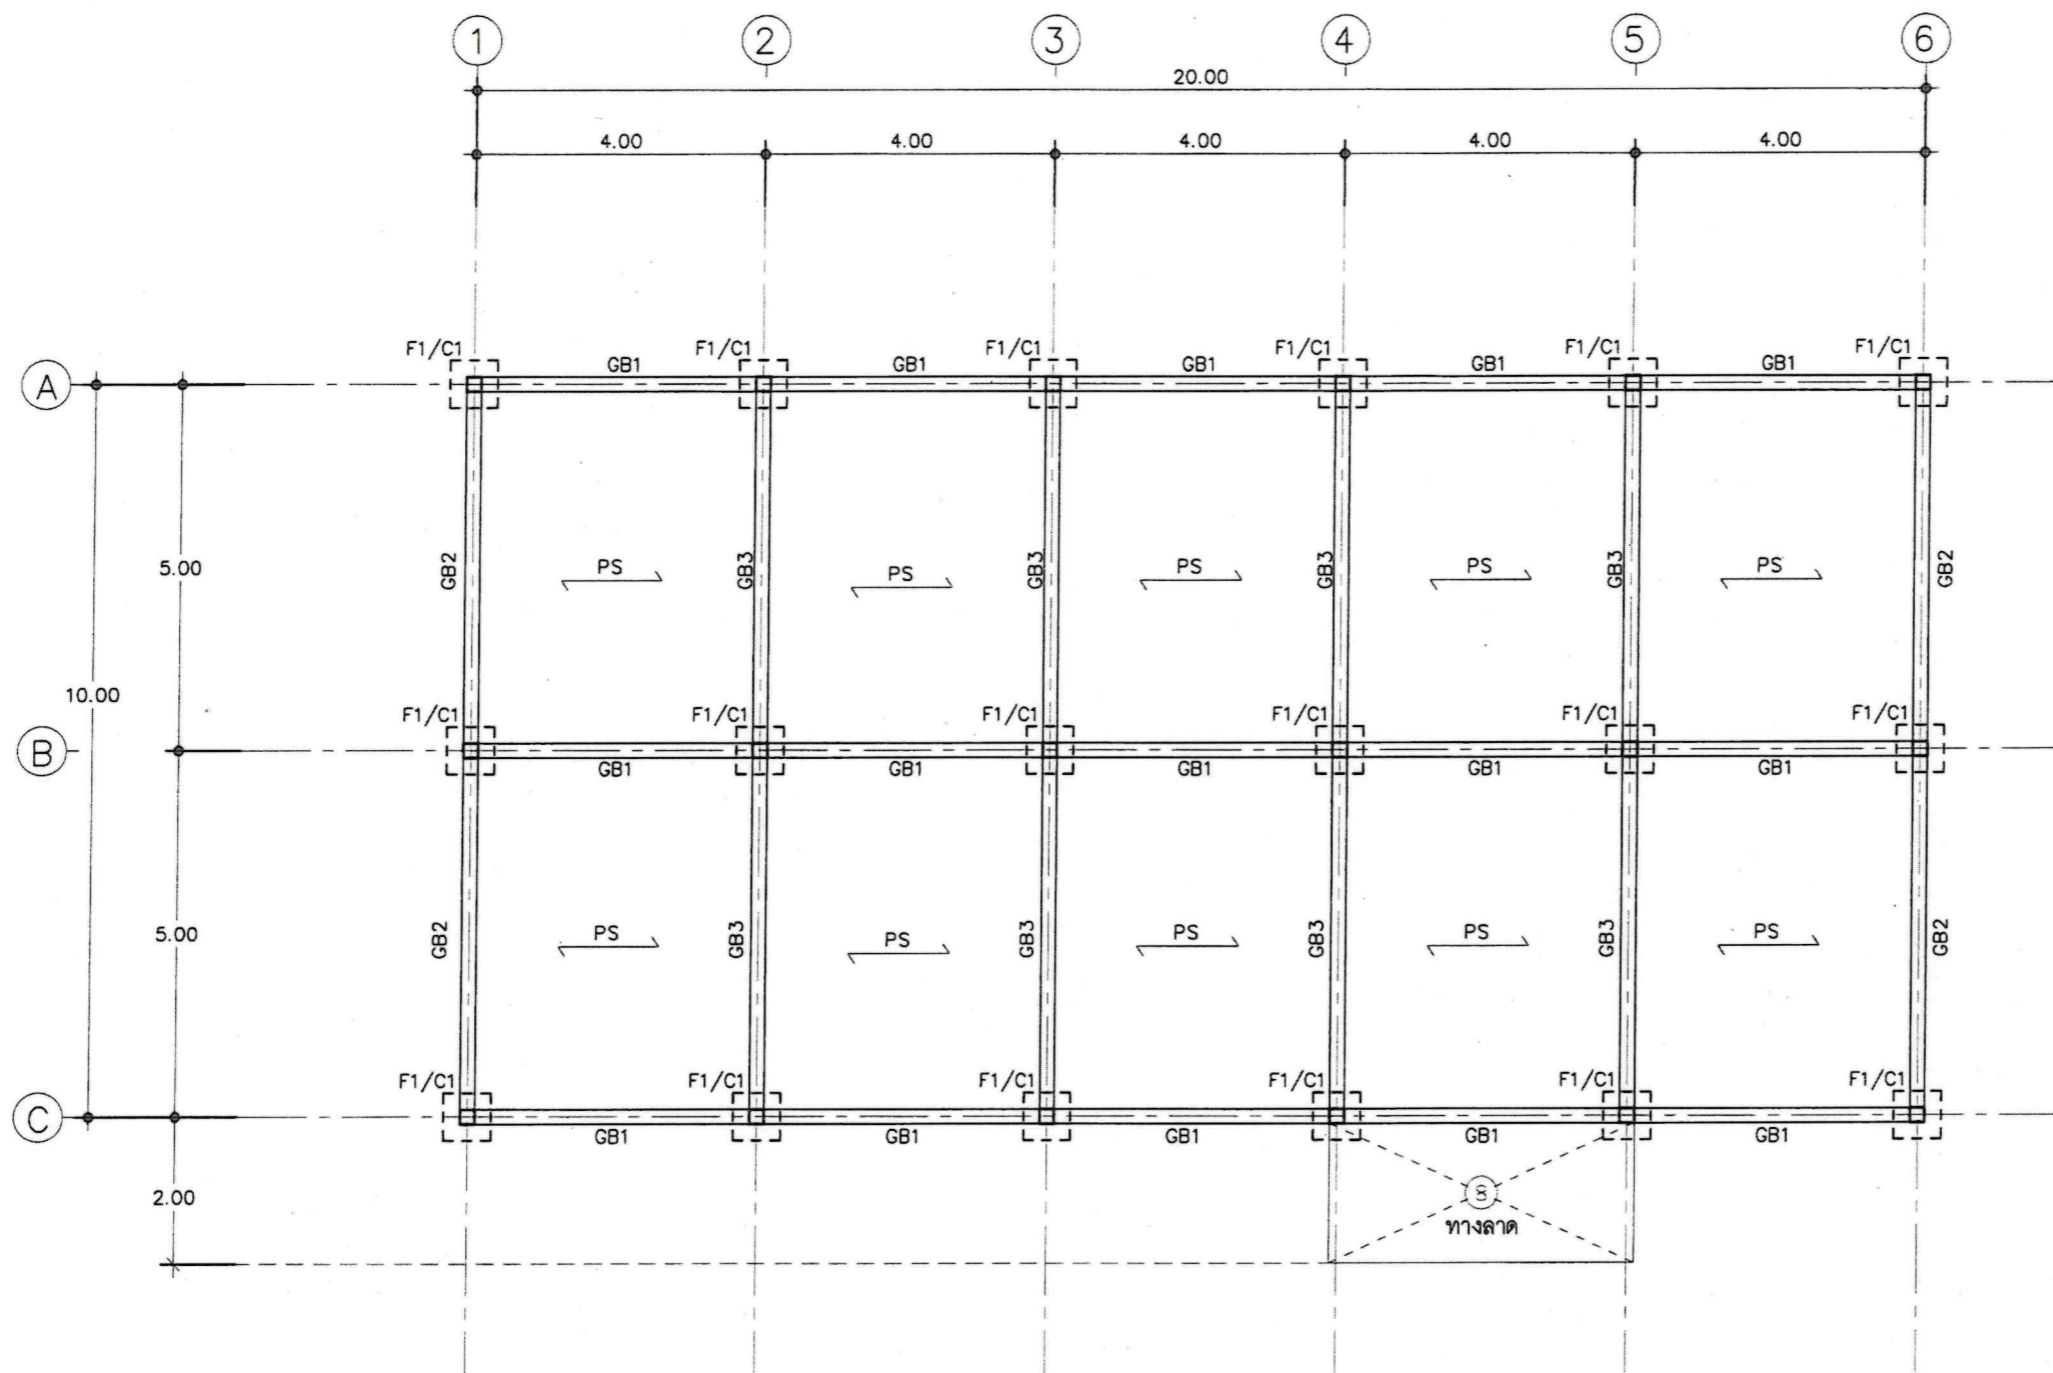 1 2 3 4 5 6
20.00
4.00 4.00 4.00 4.00 4.00
F1/C1 F1/C1 F1/C1 F1/C1 F1/C1 F1/C1
A GB1 GB1 GB1 GB1 GB1
5.00 GB2 PS GB3 PS GB3 PS GB3 PS GB3 PS GB2
10.00
F1/C1 F1/C1 F1/C1 F1/C1 F1/C1 F1/C1
B GB1 GB1 GB1 GB1 GB1
5.00 GB2 PS GB3 PS GB3 PS GB3 PS GB3 PS GB2
F1/C1 F1/C1 F1/C1 F1/C1 F1/C1 F1/C1
C GB1 GB1 GB1 GB1 GB1
2.00
ทางลาด